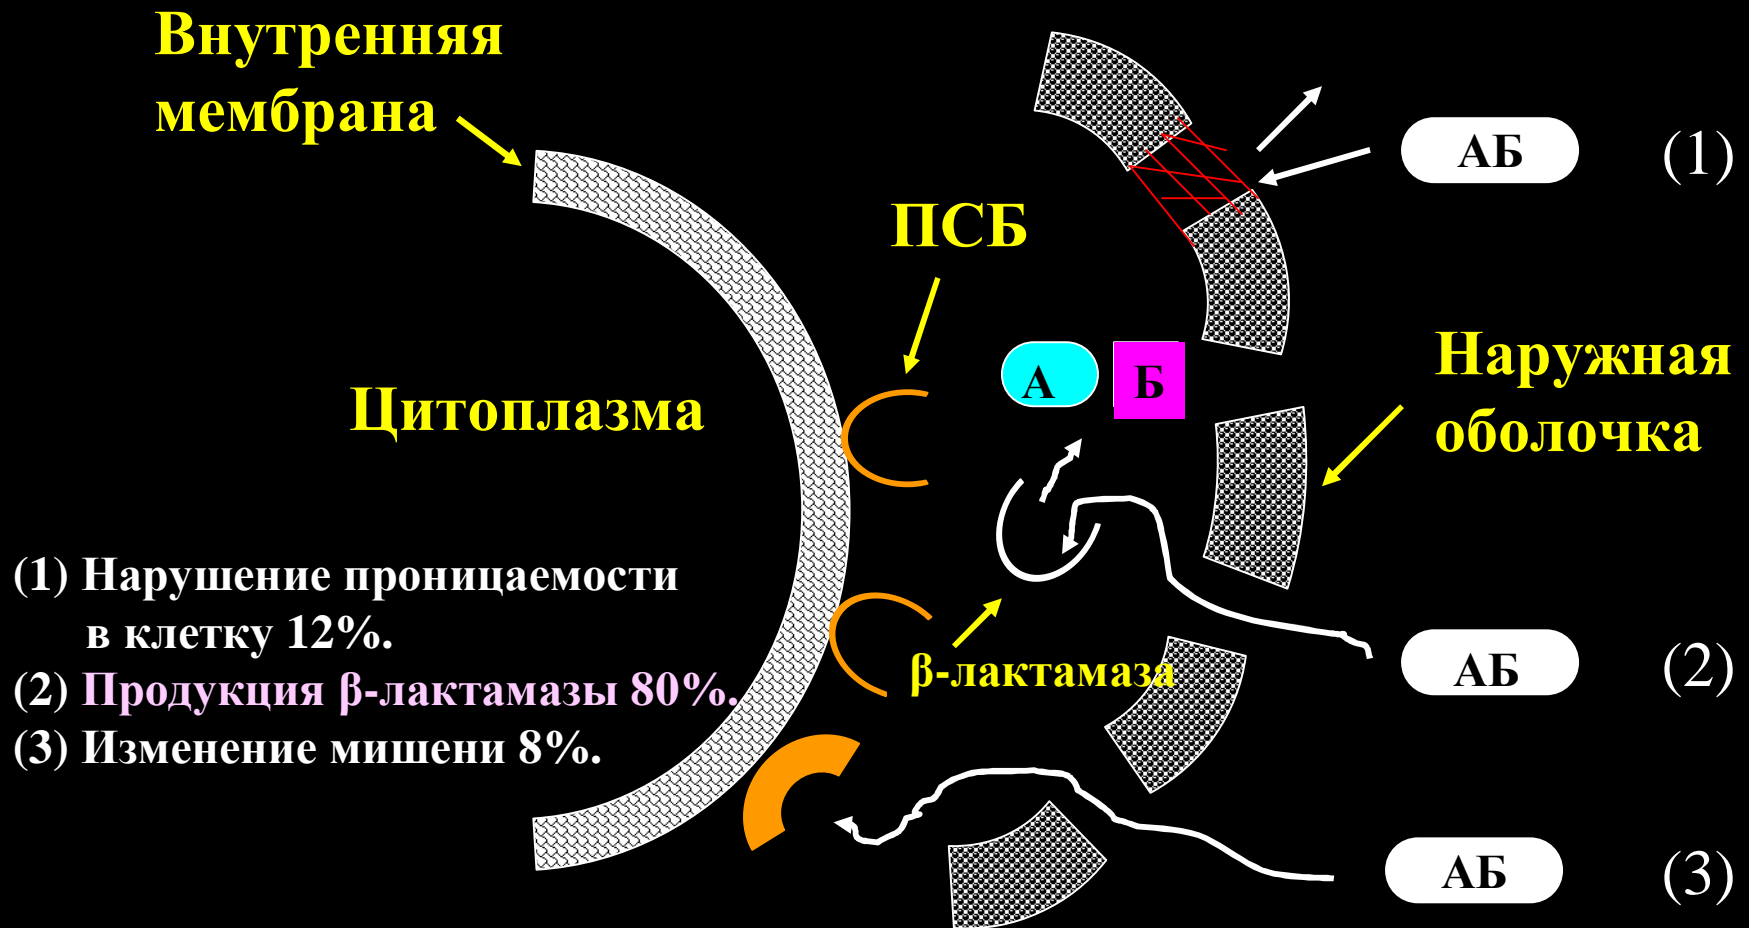 Внутренняя
мембрана
АБ
(1)
ПСБ
А
Б
Наружная
оболочка
Цитоплазма
(1) Нарушение проницаемости
в клетку 12%.
(2) Продукция β-лактамазы 80%.
(3) Изменение мишени 8%.
β-лактамаза
АБ
(2)
АБ
(3)